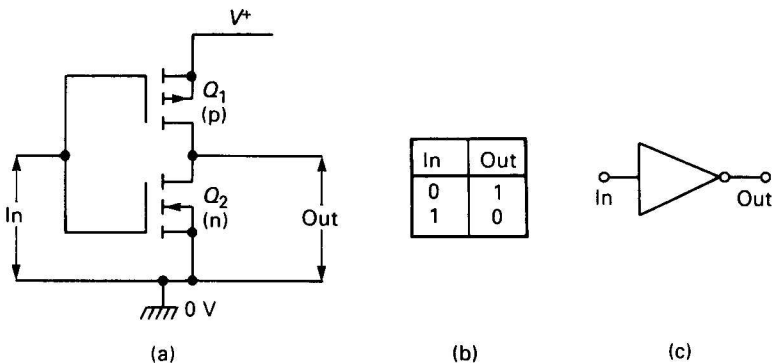 V+
Q1
(p)
Q2
(n)
In
Out
0 V
(a)
In Out
0 1
1 0
(b)
In
Out
(c)